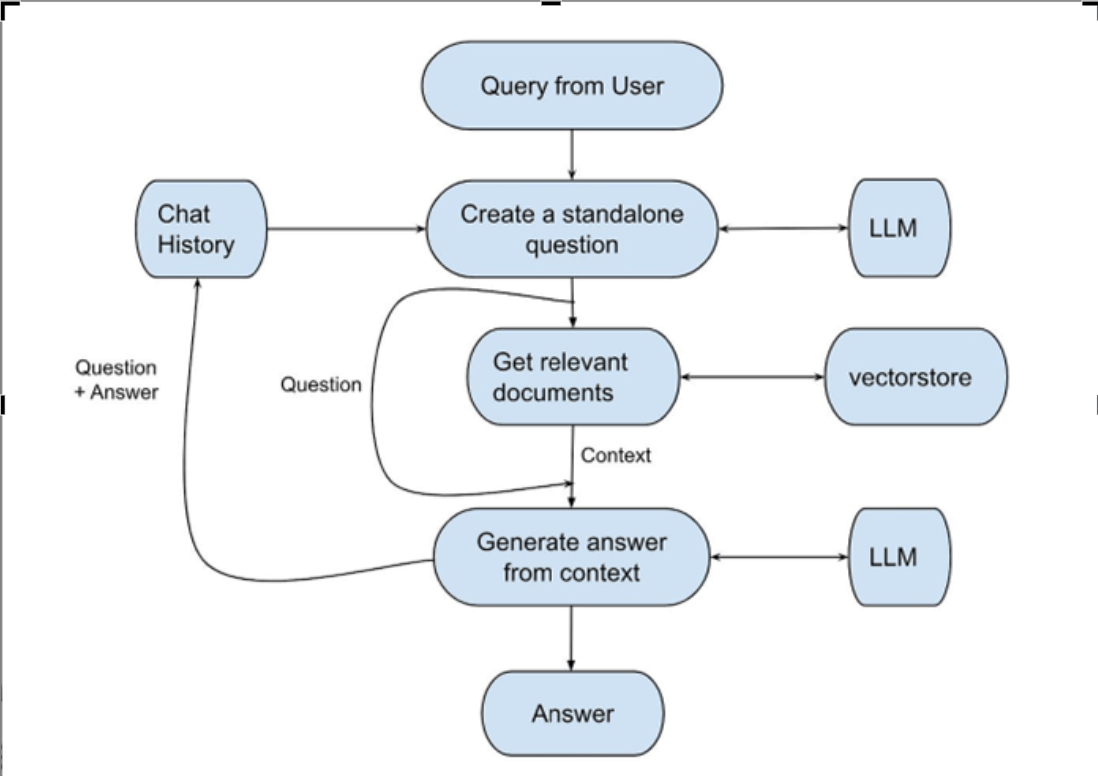 Query from User
Chat
History
Create a standalone
question
LLM
Question
+ Answer
Question
Get relevant
documents
vectorstore
Context
Generate answer
from context
LLM
Answer